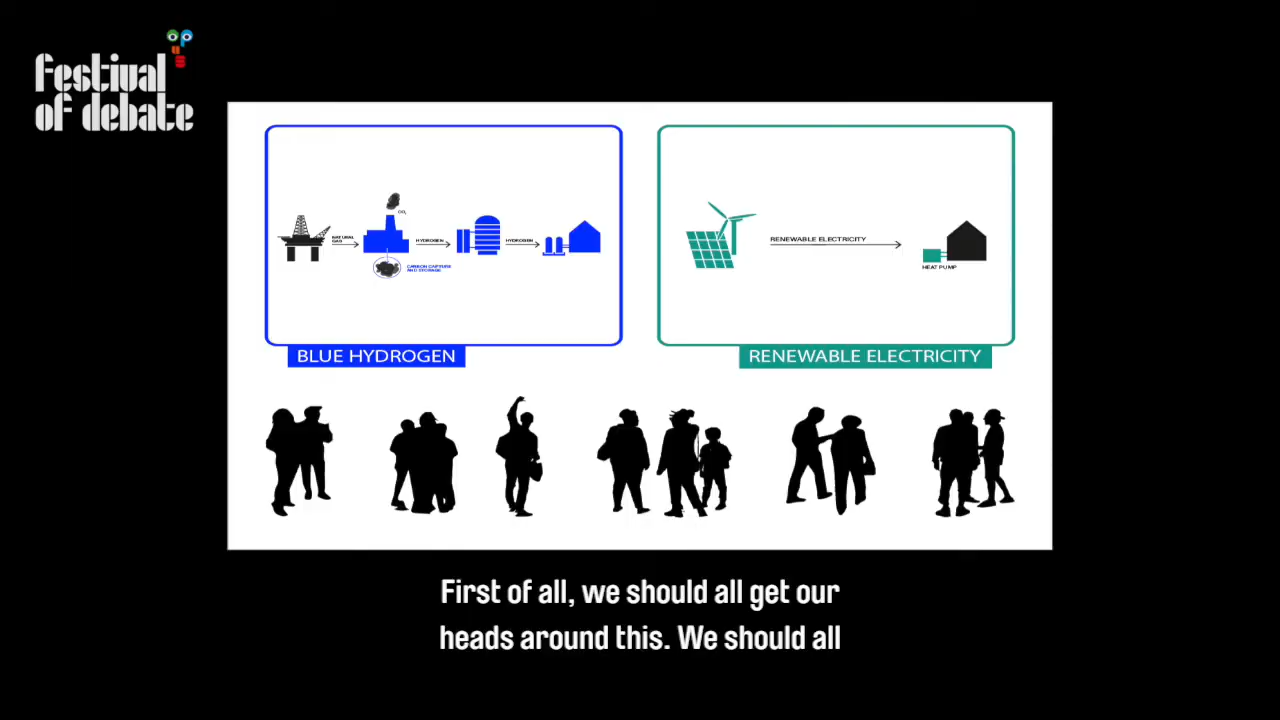 festival
of debate
NATURAL
GAS
CO₂
HYDROGEN
HYDROGEN
CARBON CAPTURE
AND STORAGE
RENEWABLE ELECTRICITY
HEAT PUMP
BLUE HYDROGEN
RENEWABLE ELECTRICITY
First of all, we should all get our
heads around this. We should all